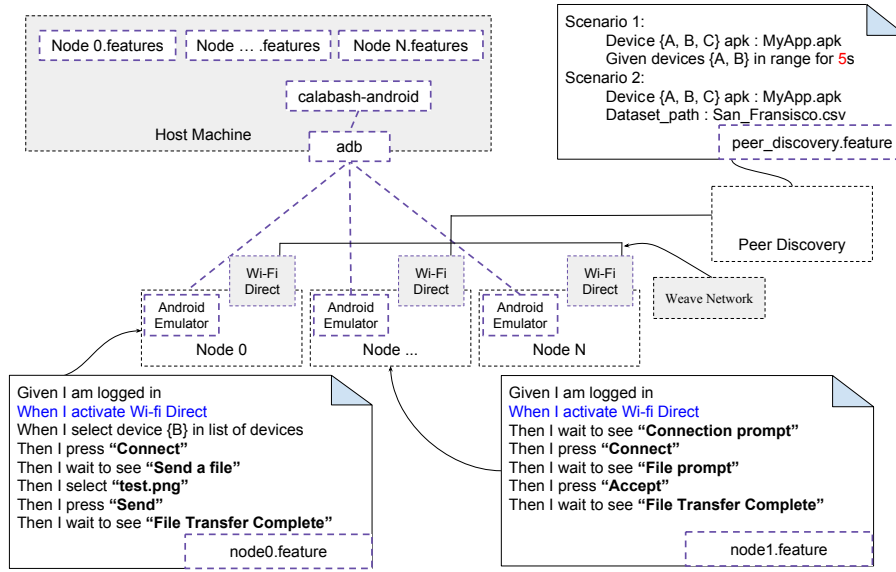 Node 0.features
Node … .features
Node N.features
calabash-android
Host Machine
adb
Scenario 1:
Device {A, B, C} apk : MyApp.apk
Given devices {A, B} in range for 5s
Scenario 2:
Device {A, B, C} apk : MyApp.apk
Dataset_path : San_Fransisco.csv
peer_discovery.feature
Peer Discovery
Wi-Fi
Direct
Wi-Fi
Direct
Wi-Fi
Direct
Weave Network
Android
Emulator
Node 0
Android
Emulator
Node ...
Android
Emulator
Node N
Given I am logged in
When I activate Wi-fi Direct
When I select device {B} in list of devices
Then I press “Connect”
Then I wait to see “Send a file”
Then I select “test.png”
Then I press “Send”
Then I wait to see “File Transfer Complete”
node0.feature
Given I am logged in
When I activate Wi-fi Direct
Then I wait to see “Connection prompt”
Then I press “Connect”
Then I wait to see “File prompt”
Then I press “Accept”
Then I wait to see “File Transfer Complete”
node1.feature